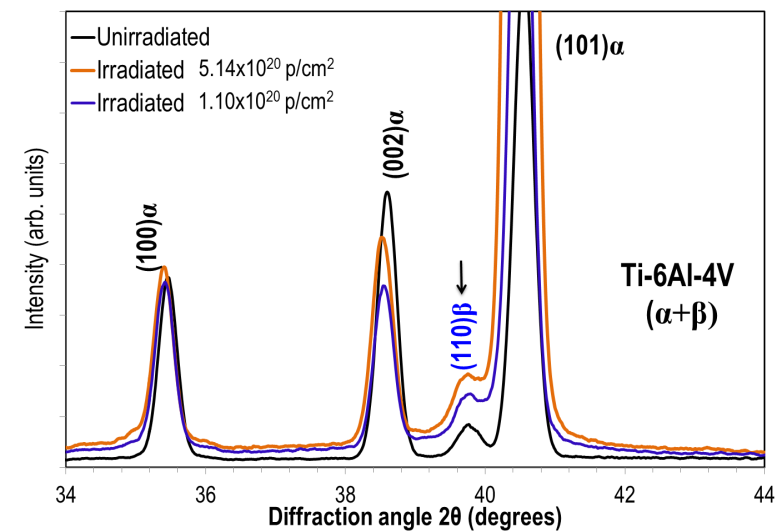 Unirradiated
Irradiated 5.14x10²⁰ p/cm²
Irradiated 1.10x10²⁰ p/cm²
(101)α
(002)α
(100)α
(110)β
Ti-6Al-4V
(α+β)
Intensity (arb. units)
34 36 38 40 42 44
Diffraction angle 2θ (degrees)